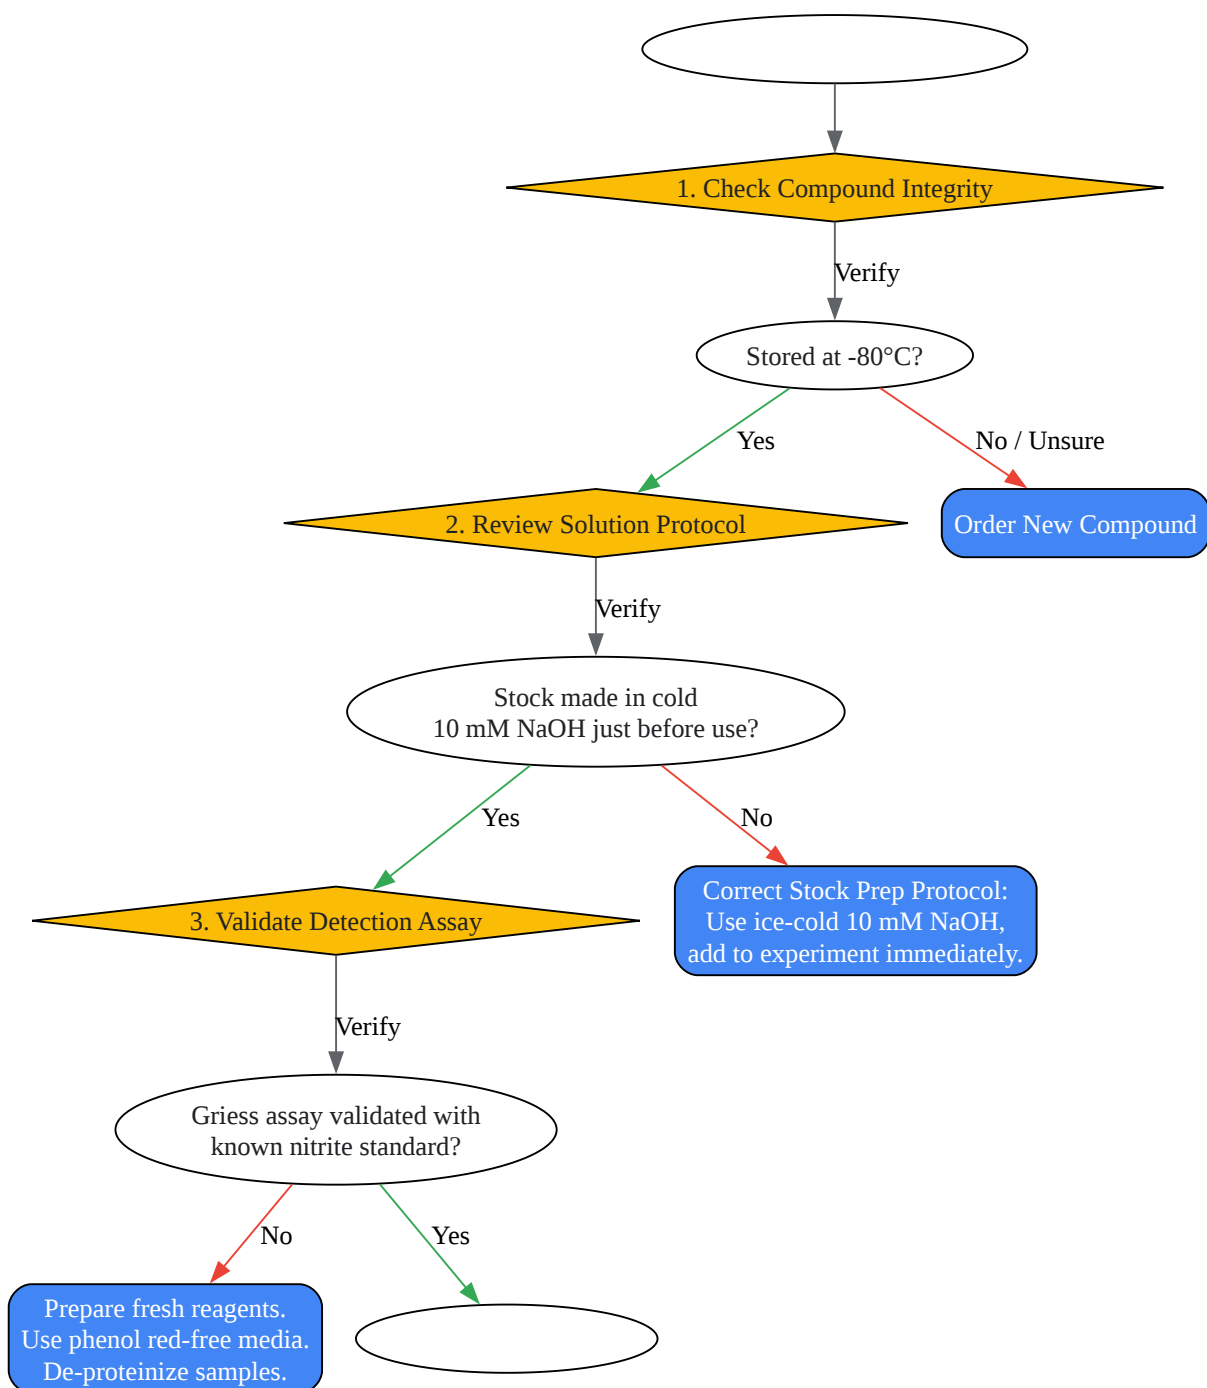 1. Check Compound Integrity
Verify
Stored at -80°C?
Yes
No / Unsure
2. Review Solution Protocol
Order New Compound
Verify
Stock made in cold
10 mM NaOH just before use?
Yes
No
3. Validate Detection Assay
Correct Stock Prep Protocol:
Use ice-cold 10 mM NaOH,
add to experiment immediately.
Verify
Griess assay validated with
known nitrite standard?
No
Yes
Prepare fresh reagents.
Use phenol red-free media.
De-proteinize samples.